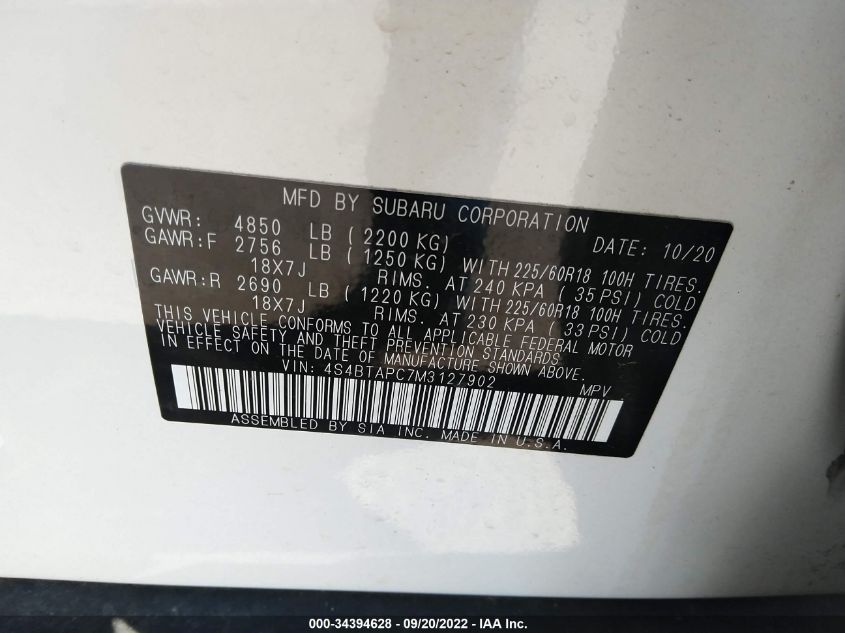 MFD BY SUBARU CORPORATION
GVWR: 4850 LB ( 2200 KG) DATE: 10/20
GAWR:F 2756 LB ( 1250 KG) WITH 225/60R18 100H TIRES.
18X7J RIMS. AT 240 KPA ( 35 PSI) COLD
GAWR:R 2690 LB ( 1220 KG) WITH 225/60R18 100H TIRES.
18X7J RIMS. AT 230 KPA ( 33 PSI) COLD
THIS VEHICLE CONFORMS TO ALL APPLICABLE FEDERAL MOTOR
VEHICLE SAFETY AND THEFT PREVENTION STANDARDS
IN EFFECT ON THE DATE OF MANUFACTURE SHOWN ABOVE.
VIN: 4S4BTAPC7M3127902 MPV
ASSEMBLED BY SIA INC. MADE IN U.S.A.
000-34394628 - 09/20/2022 - IAA Inc.